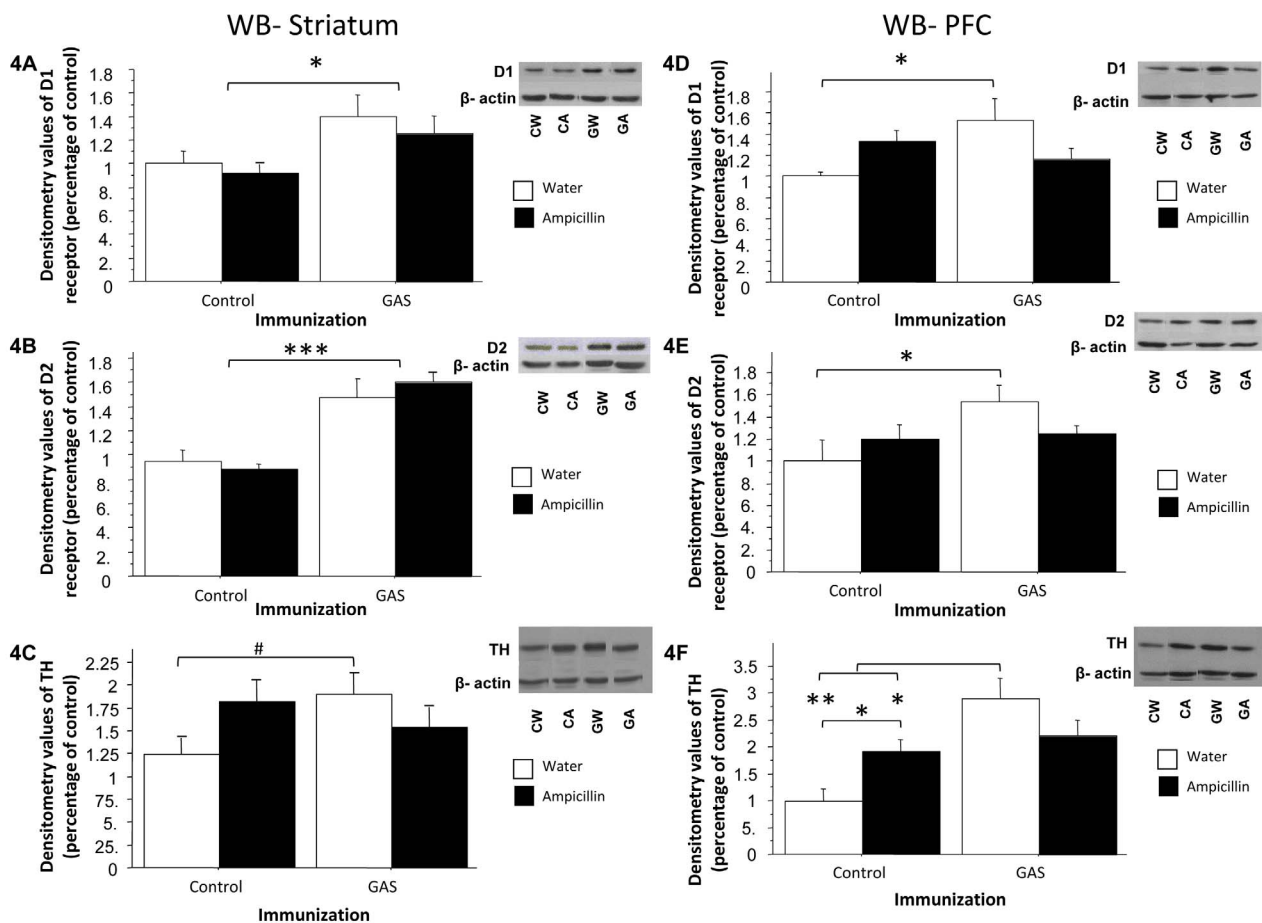 WB- Striatum
WB- PFC
4A
Densitometry values of D1
receptor (percentage of control)
1.8
1.6
1.4
1.2
1
.8
6.
4.
2.
0
*
Control
GAS
Immunization
D1
β- actin
CW
CA
GW
GA
Water
Ampicillin
4D
Densitometry values of D1
receptor (percentage of control)
1.8
1.6
1.4
1.2
1
8.
6.
4.
2.
0
*
Control
GAS
Immunization
D1
β- actin
CW
CA
GW
GA
Water
Ampicillin
4B
Densitometry values of D2
receptor (percentage of control)
1.8
1.6
1.4
1.2
1
8.
6.
4.
2.
0
***
Control
GAS
Immunization
D2
β- actin
CW
CA
GW
GA
Water
Ampicillin
4E
Densitometry values of D2
receptor (percentage of control)
1.8
1.6
1.4
1.2
1
8.
6.
4.
2.
0
*
Control
GAS
Immunization
D2
β- actin
CW
CA
GW
GA
Water
Ampicillin
4C
Densitometry values of TH
(percentage of control)
2.25
2
1.75
1.5
1.25
1
75.
5.
25.
0
#
Control
GAS
Immunization
TH
β- actin
CW
CA
GW
GA
Water
Ampicillin
4F
Densitometry values of TH
(percentage of control)
3.5
3
2.5
2
1.5
1
5.
0
** *
*
Control
GAS
Immunization
TH
β- actin
CW
CA
GW
GA
Water
Ampicillin